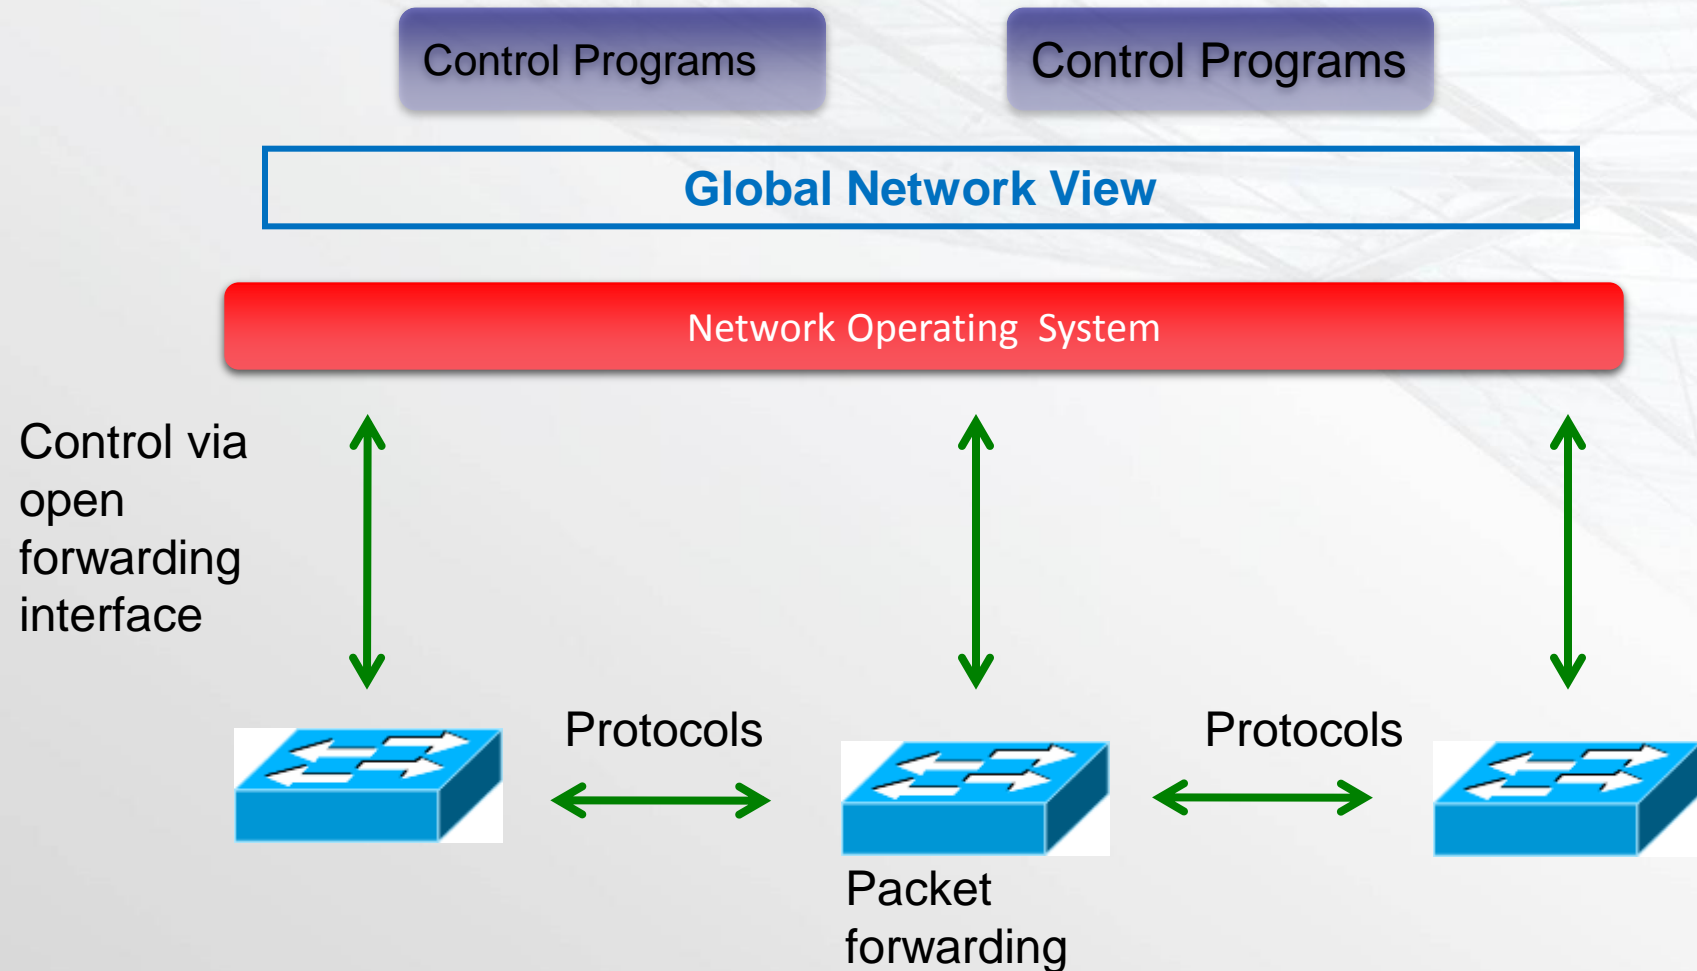 Control Programs
Control Programs
Global Network View
Network Operating  System
Control via
open
forwarding
interface
Protocols
Protocols
Packet
forwarding